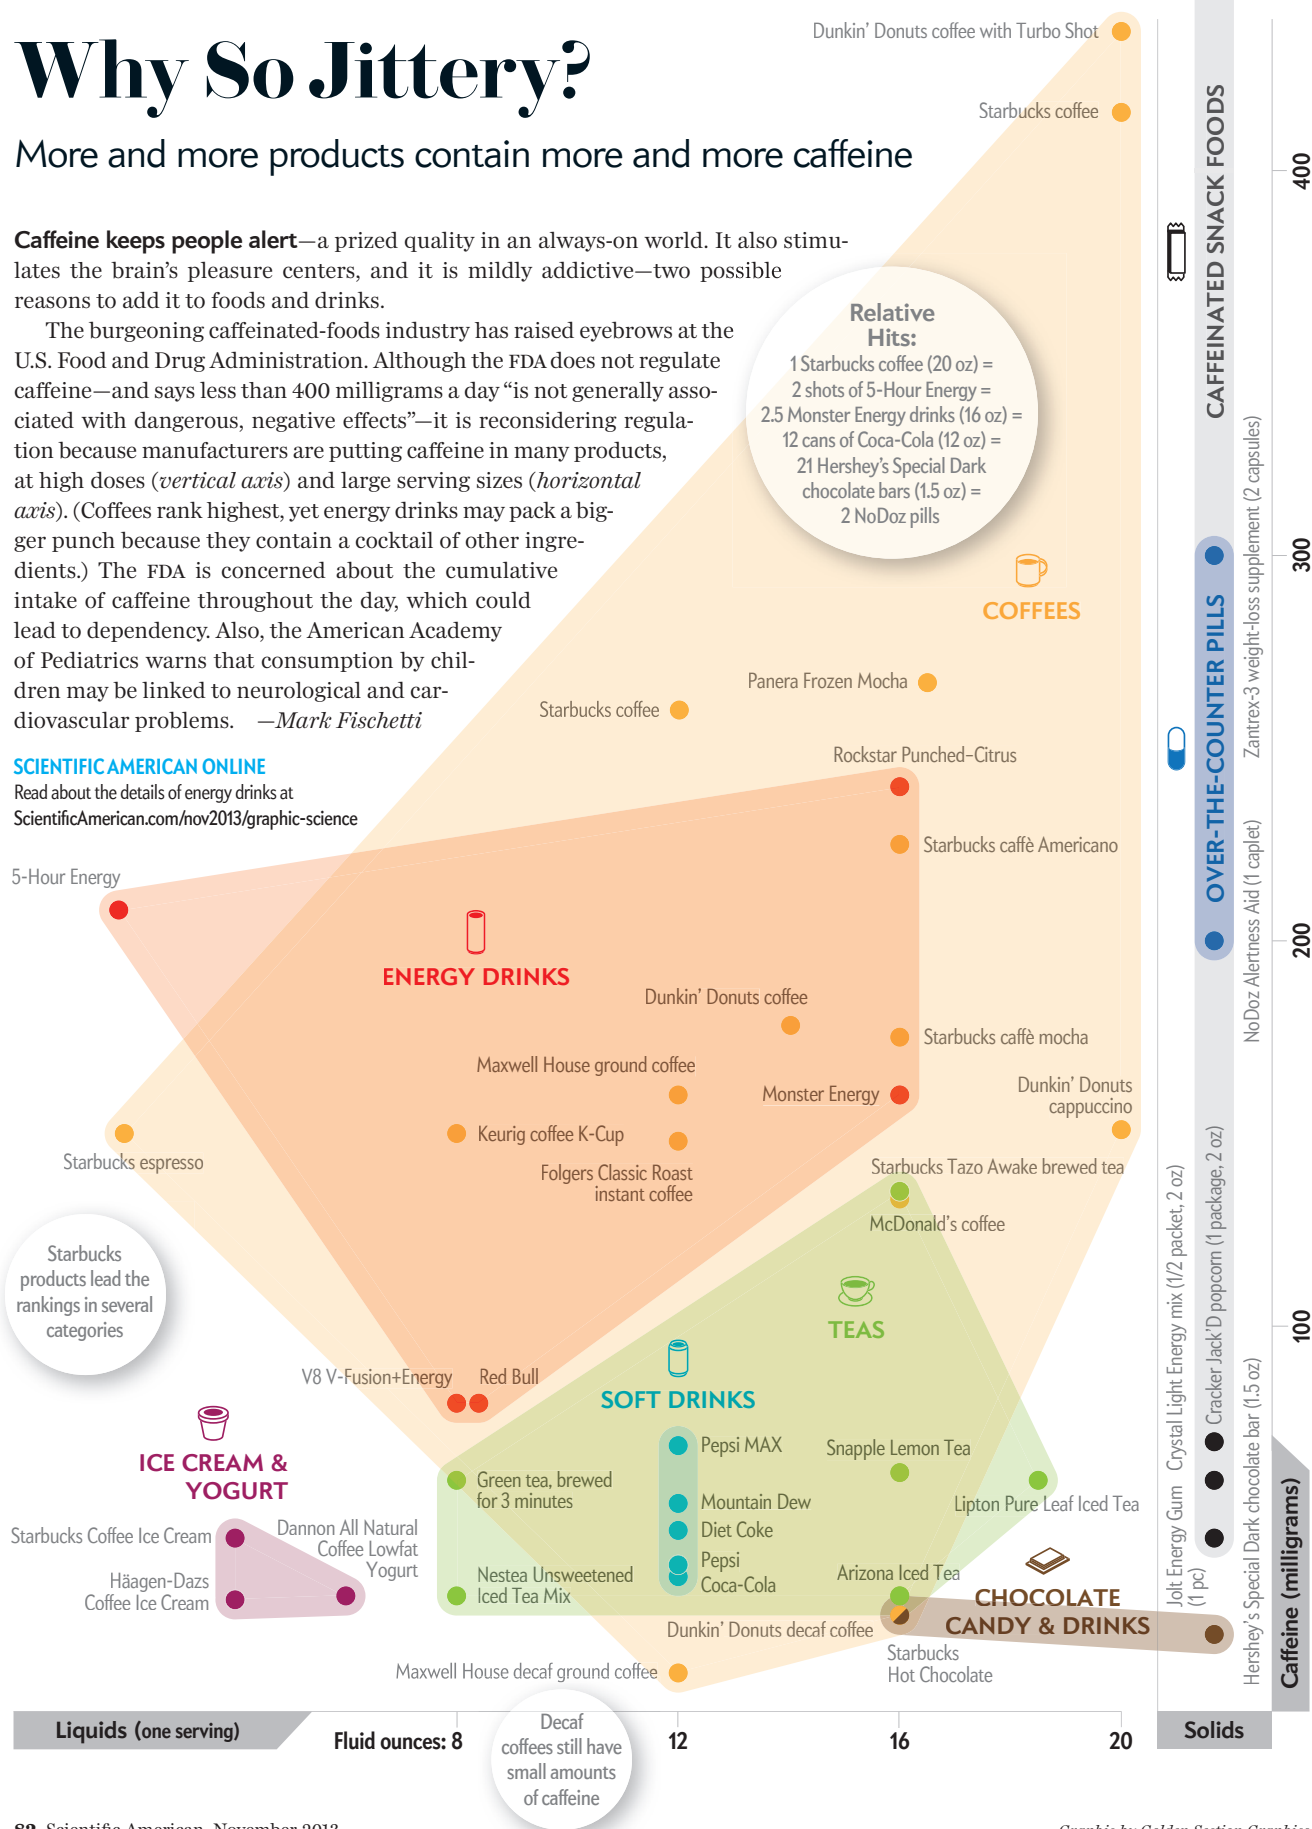 Why So Jittery?
More and more products contain more and more caffeine
Caffeine keeps people alert—a prized quality in an always-on world. It also stimu-
lates the brain's pleasure centers, and it is mildly addictive—two possible
reasons to add it to foods and drinks.
The burgeoning caffeinated-foods industry has raised eyebrows at the
U.S. Food and Drug Administration. Although the FDA does not regulate
caffeine—and says less than 400 milligrams a day “is not generally asso-
ciated with dangerous, negative effects”—it is reconsidering regula-
tion because manufacturers are putting caffeine in many products,
at high doses (vertical axis) and large serving sizes (horizontal
axis). (Coffees rank highest, yet energy drinks may pack a big-
ger punch because they contain a cocktail of other ingre-
dients.) The FDA is concerned about the cumulative
intake of caffeine throughout the day, which could
lead to dependency. Also, the American Academy
of Pediatrics warns that consumption by chil-
dren may be linked to neurological and car-
diovascular problems. —Mark Fischetti
SCIENTIFIC AMERICAN ONLINE
Read about the details of energy drinks at
ScientificAmerican.com/nov2013/graphic-science
Dunkin' Donuts coffee with Turbo Shot
Starbucks coffee
Relative
Hits:
1 Starbucks coffee (20 oz) =
2 shots of 5-Hour Energy =
2.5 Monster Energy drinks (16 oz) =
12 cans of Coca-Cola (12 oz) =
21 Hershey's Special Dark
chocolate bars (1.5 oz) =
2 NoDoz pills
COFFEES
Panera Frozen Mocha
Starbucks coffee
Rockstar Punched–Citrus
Starbucks caffè Americano
5-Hour Energy
ENERGY DRINKS
Dunkin' Donuts coffee
Starbucks caffè mocha
Maxwell House ground coffee
Monster Energy
Dunkin' Donuts
cappuccino
Starbucks espresso
Keurig coffee K-Cup
Folgers Classic Roast
instant coffee
Starbucks Tazo Awake brewed tea
McDonald's coffee
Starbucks
products lead the
rankings in several
categories
TEAS
V8 V-Fusion+Energy
Red Bull
SOFT DRINKS
Pepsi MAX
Snapple Lemon Tea
ICE CREAM &
YOGURT
Green tea, brewed
for 3 minutes
Mountain Dew
Lipton Pure Leaf Iced Tea
Diet Coke
Starbucks Coffee Ice Cream
Dannon All Natural
Coffee Lowfat
Yogurt
Pepsi
Coca-Cola
Häagen-Dazs
Coffee Ice Cream
Nestea Unsweetened
Iced Tea Mix
Arizona Iced Tea
CHOCOLATE
CANDY & DRINKS
Dunkin' Donuts decaf coffee
Starbucks
Hot Chocolate
Maxwell House decaf ground coffee
Decaf
coffees still have
small amounts
of caffeine
Liquids (one serving)
Fluid ounces: 8
12
16
20
Solids
CAFFEINATED SNACK FOODS
OVER-THE-COUNTER PILLS
Zantrex-3 weight-loss supplement (2 capsules)
NoDoz Alertness Aid (1 caplet)
Cracker Jack'D popcorn (1 package, 2 oz)
Crystal Light Energy mix (1/2 packet, 2 oz)
Jolt Energy Gum
(1 pc)
Hershey's Special Dark chocolate bar (1.5 oz)
400
300
200
100
Caffeine (milligrams)
82 Scientific American, November 2013
Graphic by Golden Section Graphics